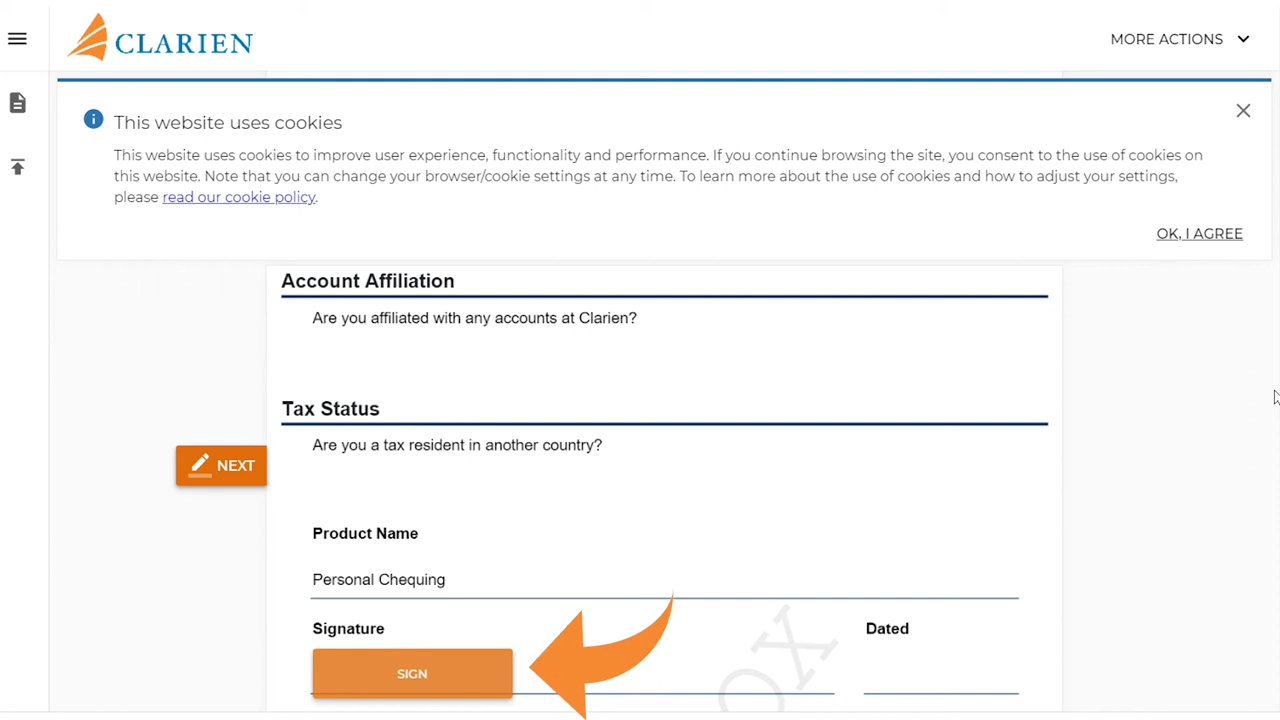 CLARIEN
MORE ACTIONS
This website uses cookies
This website uses cookies to improve user experience, functionality and performance. If you continue browsing the site, you consent to the use of cookies on
this website. Note that you can change your browser/cookie settings at any time. To learn more about the use of cookies and how to adjust your settings,
please read our cookie policy.
OK, I AGREE
Account Affiliation
Are you affiliated with any accounts at Clarien?
Tax Status
Are you a tax resident in another country?
NEXT
Product Name
Personal Chequing
Signature
Dated
SIGN
OX